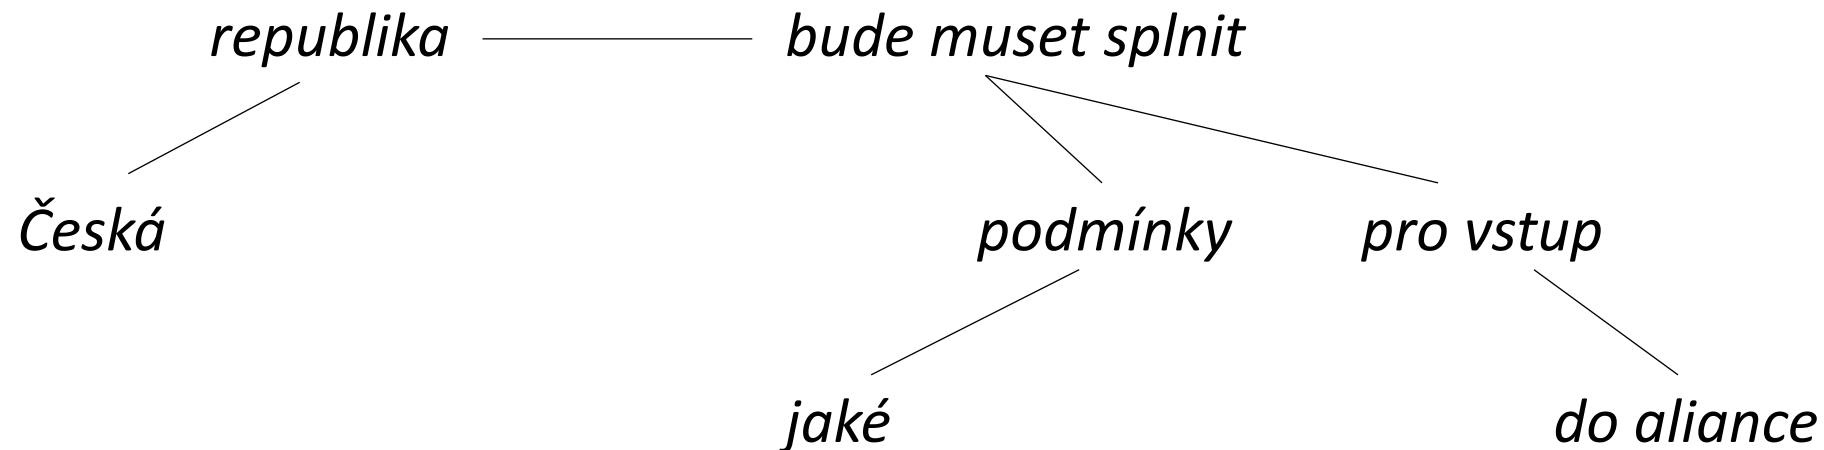 republika bude muset splnit
Česká podmínky pro vstup
jaké do aliance